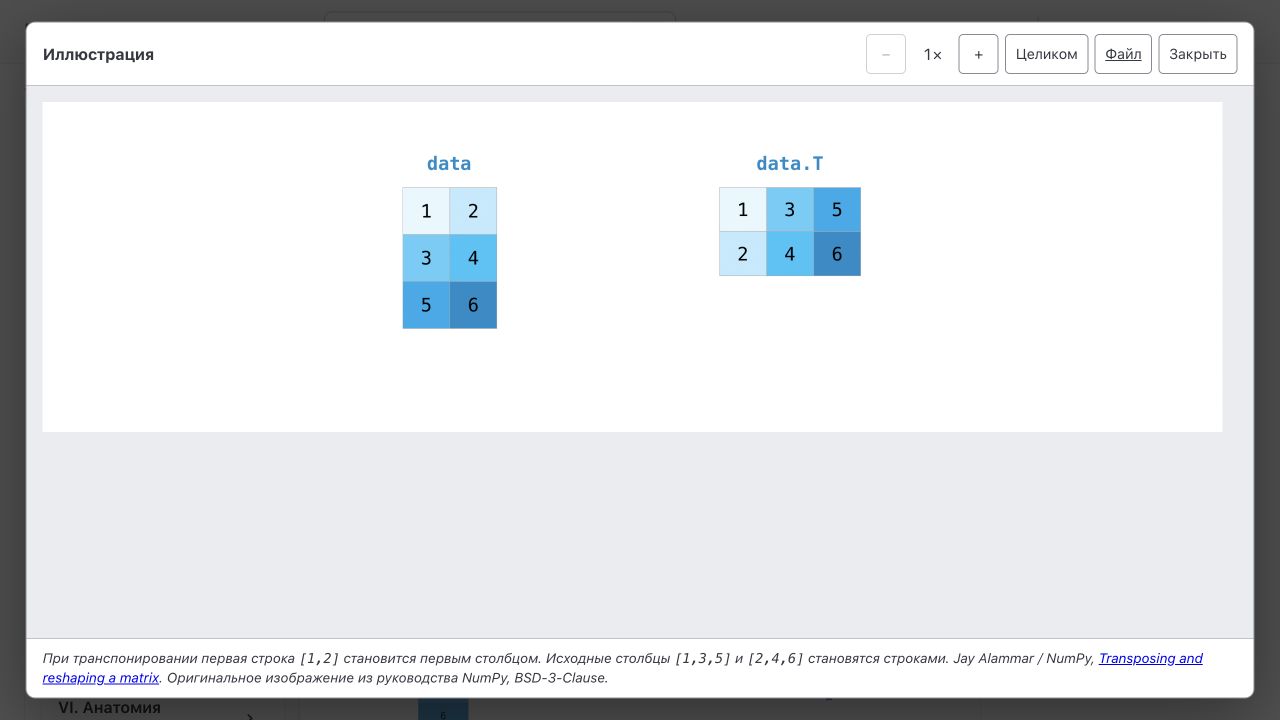 Иллюстрация
−
1×
+
Целиком
Файл
Закрыть
data
data.T
1 2
3 4
5 6
1 3 5
2 4 6
При транспонировании первая строка [1,2] становится первым столбцом. Исходные столбцы [1,3,5] и [2,4,6] становятся строками. Jay Alammar / NumPy, Transposing and
reshaping a matrix. Оригинальное изображение из руководства NumPy, BSD-3-Clause.
VI. Анатомия
6